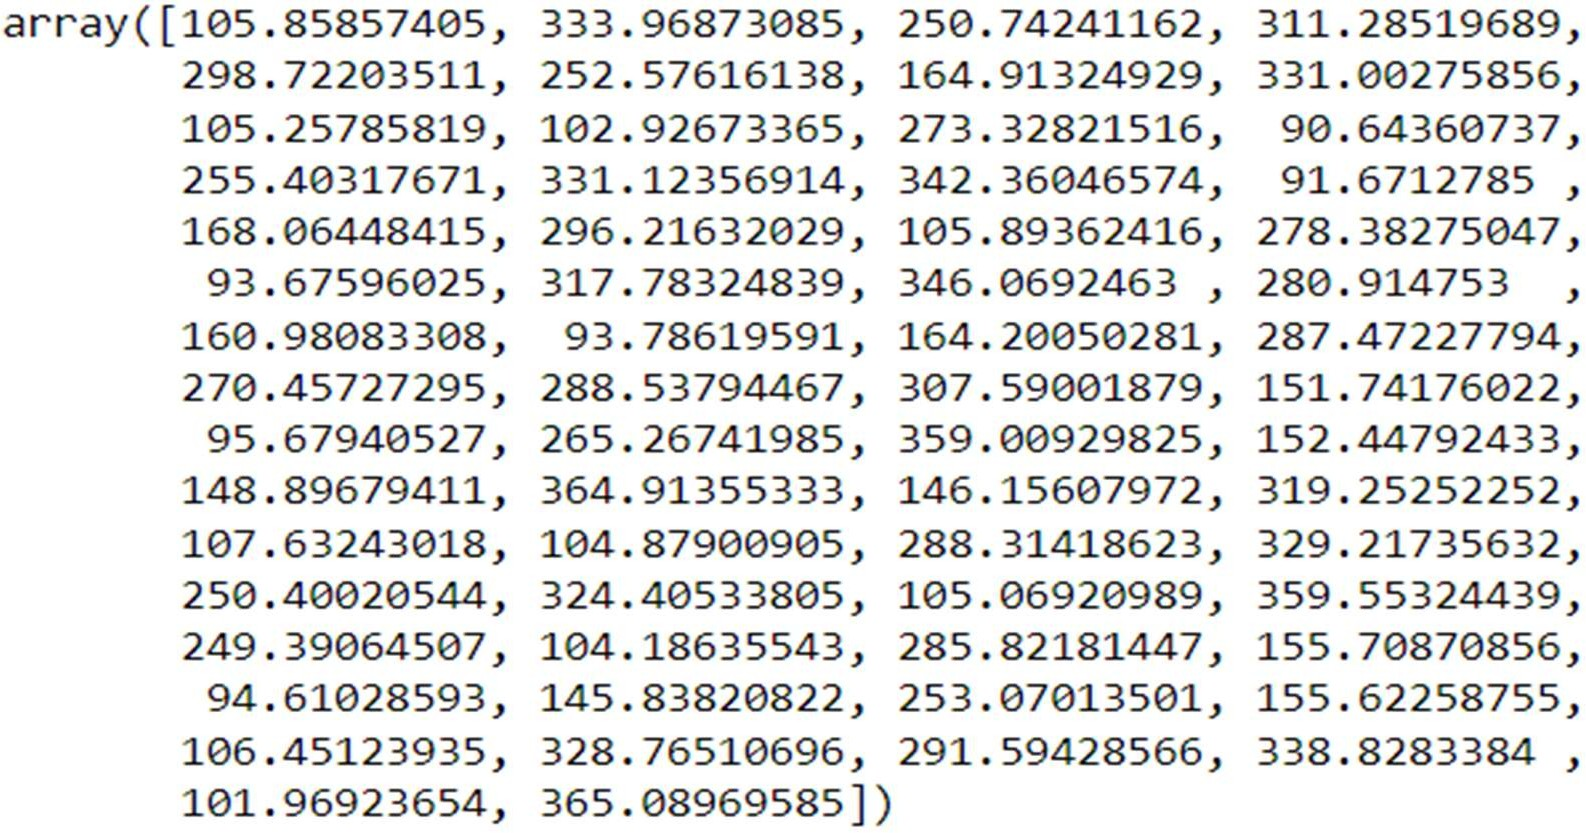 array([105.85857405, 333.96873085, 250.74241162, 311.28519689,
298.72203511, 252.57616138, 164.91324929, 331.00275856,
105.25785819, 102.92673365, 273.32821516, 90.64360737,
255.40317671, 331.12356914, 342.36046574, 91.6712785 ,
168.06448415, 296.21632029, 105.89362416, 278.38275047,
93.67596025, 317.78324839, 346.0692463 , 280.914753 ,
160.98083308, 93.78619591, 164.20050281, 287.47227794,
270.45727295, 288.53794467, 307.59001879, 151.74176022,
95.67940527, 265.26741985, 359.00929825, 152.44792433,
148.89679411, 364.91355333, 146.15607972, 319.25252252,
107.63243018, 104.87900905, 288.31418623, 329.21735632,
250.40020544, 324.40533805, 105.06920989, 359.55324439,
249.39064507, 104.18635543, 285.82181447, 155.70870856,
94.61028593, 145.83820822, 253.07013501, 155.62258755,
106.45123935, 328.76510696, 291.59428566, 338.8283384 ,
101.96923654, 365.08969585])